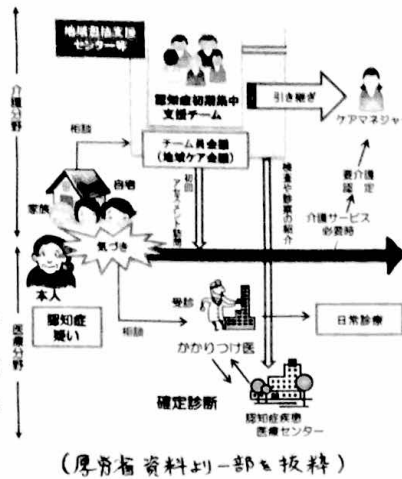 地域包括支援
センター等
認知症初期集中
支援チーム
チーム員会議
(地域ケア会議)
引き継ぎ
ケアマネジャー
介護分野
相談
自宅
家族
気づき
本人
認知症
疑い
初回
アセスメント訪問
検査や診察の紹介
要介護
認定
介護サービス
必要時
医療分野
相談
受診
かかりつけ医
日常診療
確定診断
認知症疾患
医療センター
(厚労省資料より一部を抜粋)